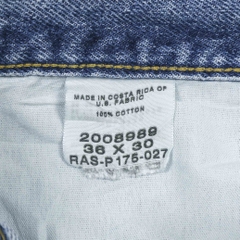 MADE IN COSTA RICA OF
U.S. FABRIC
100% COTTON
2008989
36 X 30
RAS-P175-027